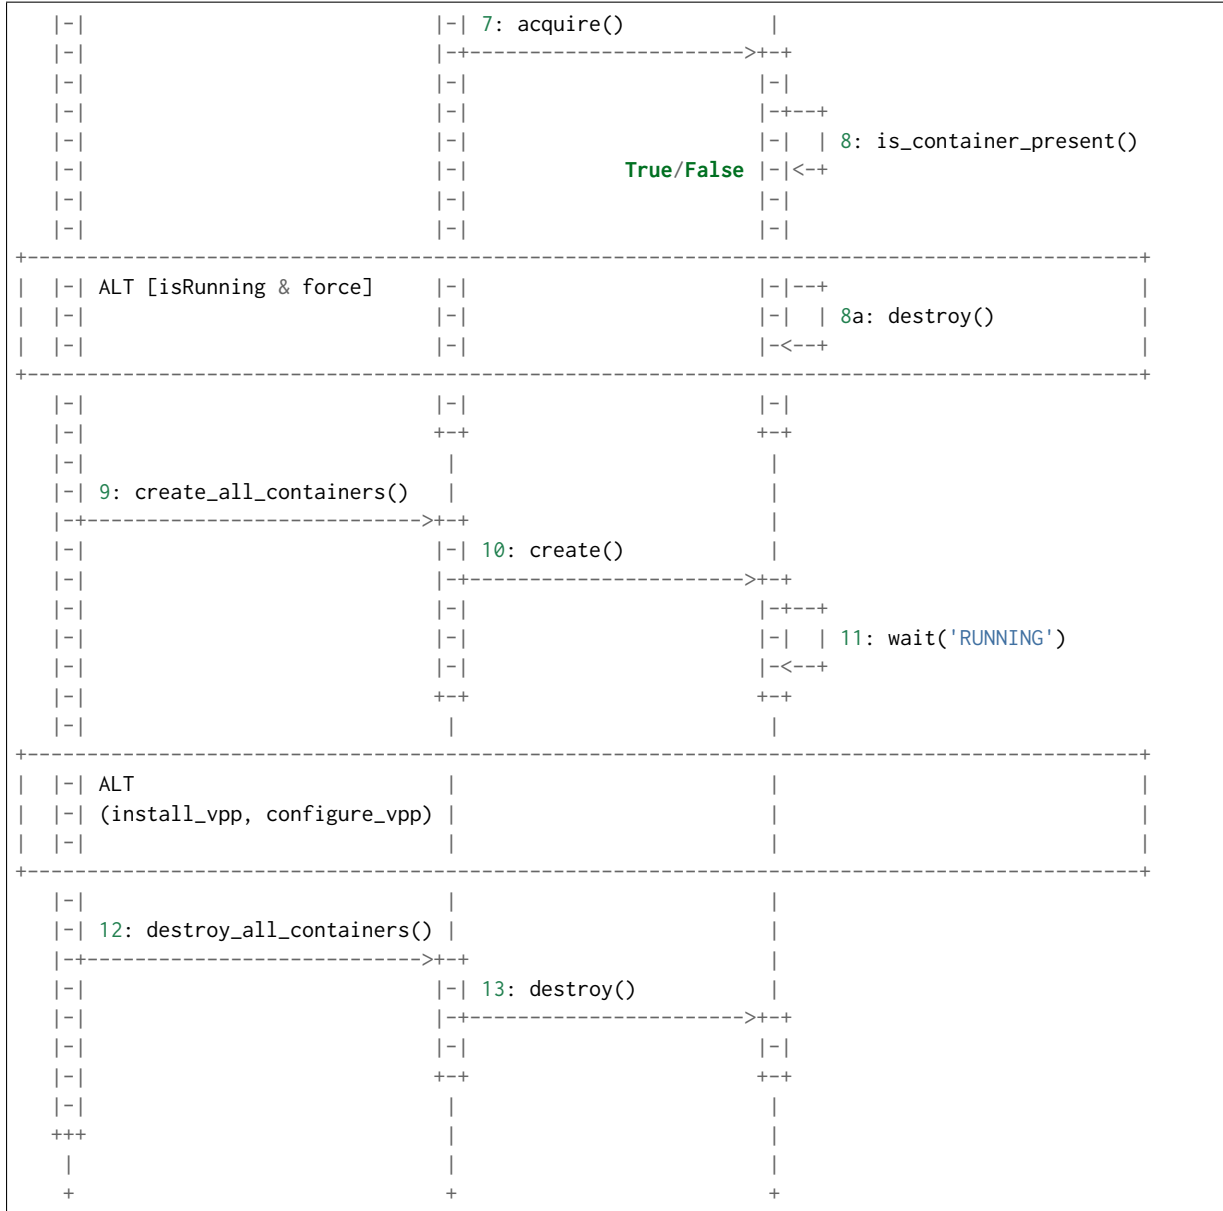 7: acquire()
8: is_container_present()
True/False
ALT [isRunning & force]
8a: destroy()
9: create_all_containers()
10: create()
11: wait('RUNNING')
ALT
(install_vpp, configure_vpp)
12: destroy_all_containers()
13: destroy()